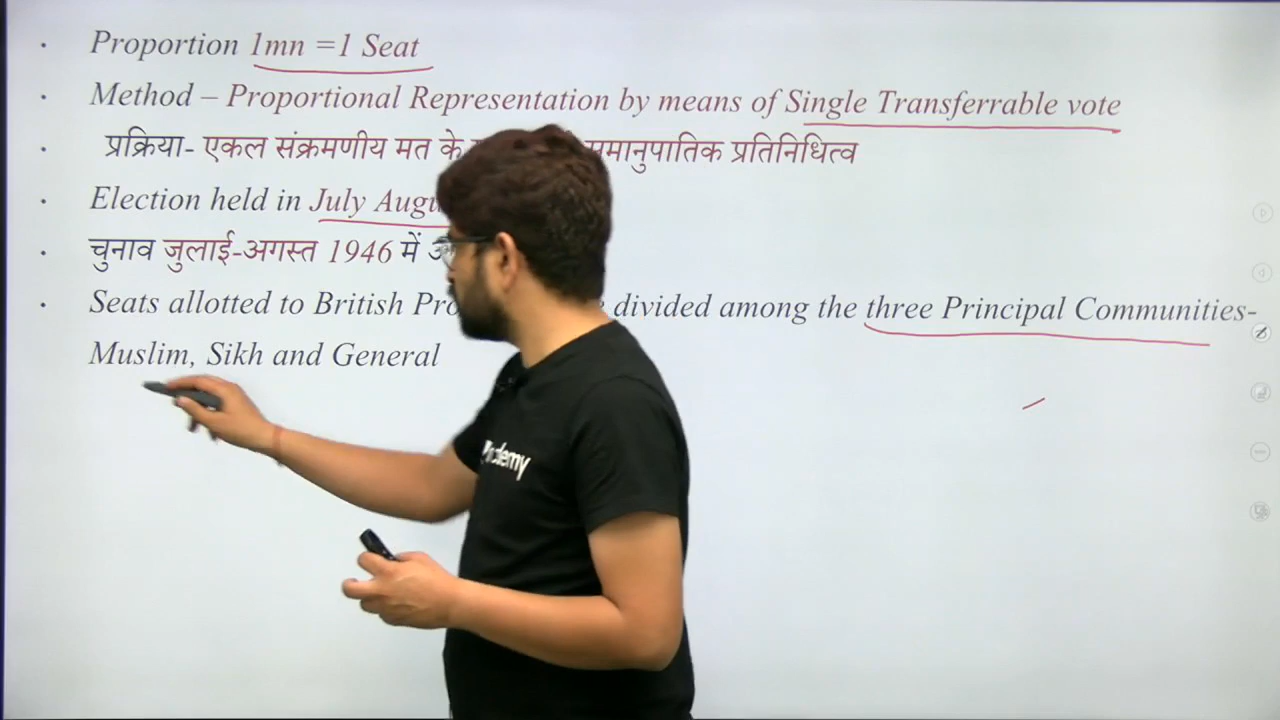 Proportion 1mn =1 Seat
Method – Proportional Representation by means of Single Transferrable vote
प्रक्रिया- एकल संक्रमणीय मत के समानुपातिक प्रतिनिधित्व
Election held in July
चुनाव जुलाई-अगस्त 1946 में
Seats allotted to British divided among the three Principal Communities-
Muslim, Sikh and General